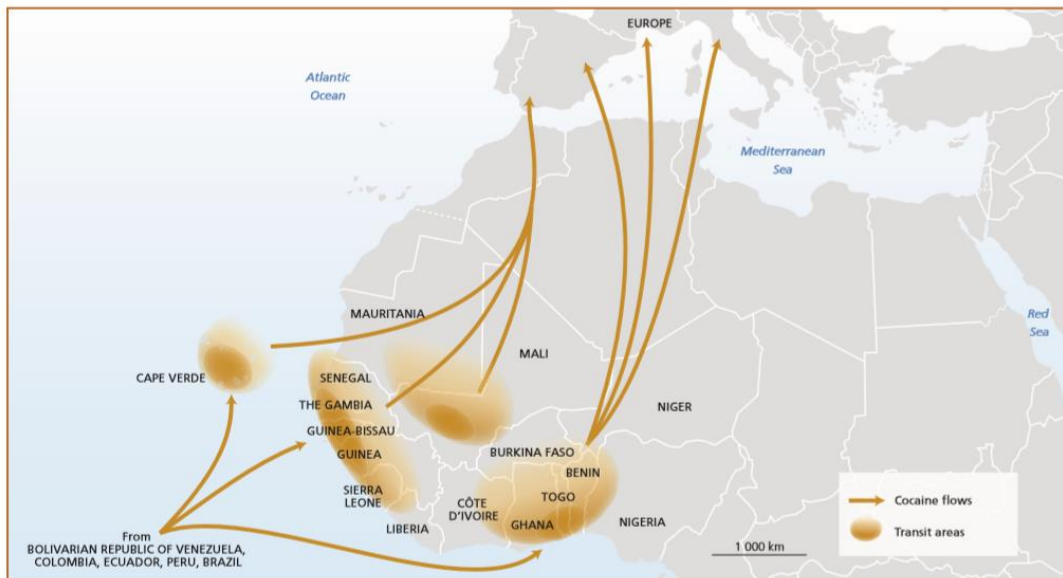 EUROPE
Atlantic
Ocean
Mediterranean
Sea
Red
Sea
MAURITANIA
MALI
CAPE VERDE
SENEGAL
THE GAMBIA
NIGER
GUINEA-BISSAU
GUINEA
BURKINA FASO
BENIN
SIERRA
LEONE
CÔTE
D'IVOIRE
TOGO
LIBERIA
GHANA
NIGERIA
From
BOLIVARIAN REPUBLIC OF VENEZUELA,
COLOMBIA, ECUADOR, PERU, BRAZIL
1 000 km
Cocaine flows
Transit areas